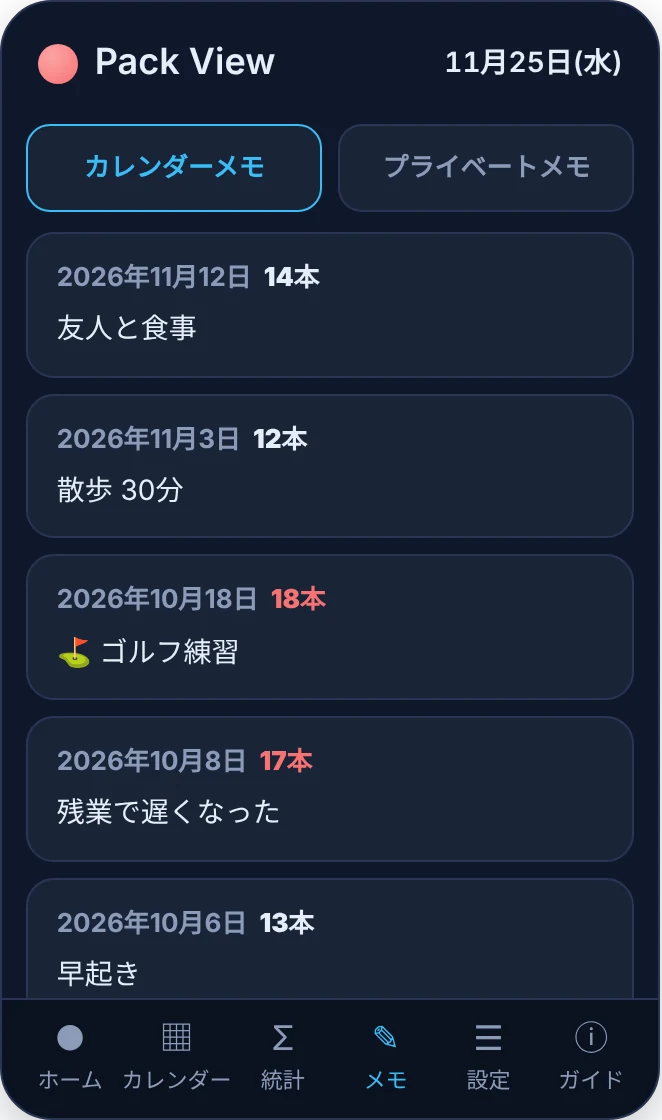 Pack View
11月25日(水)
カレンダーメモ
プライベートメモ
2026年11月12日 14本
友人と食事
2026年11月3日 12本
散歩 30分
2026年10月18日 18本
⛳ ゴルフ練習
2026年10月8日 17本
残業で遅くなった
2026年10月6日 13本
早起き
ホーム
カレンダー
統計
メモ
設定
ガイド